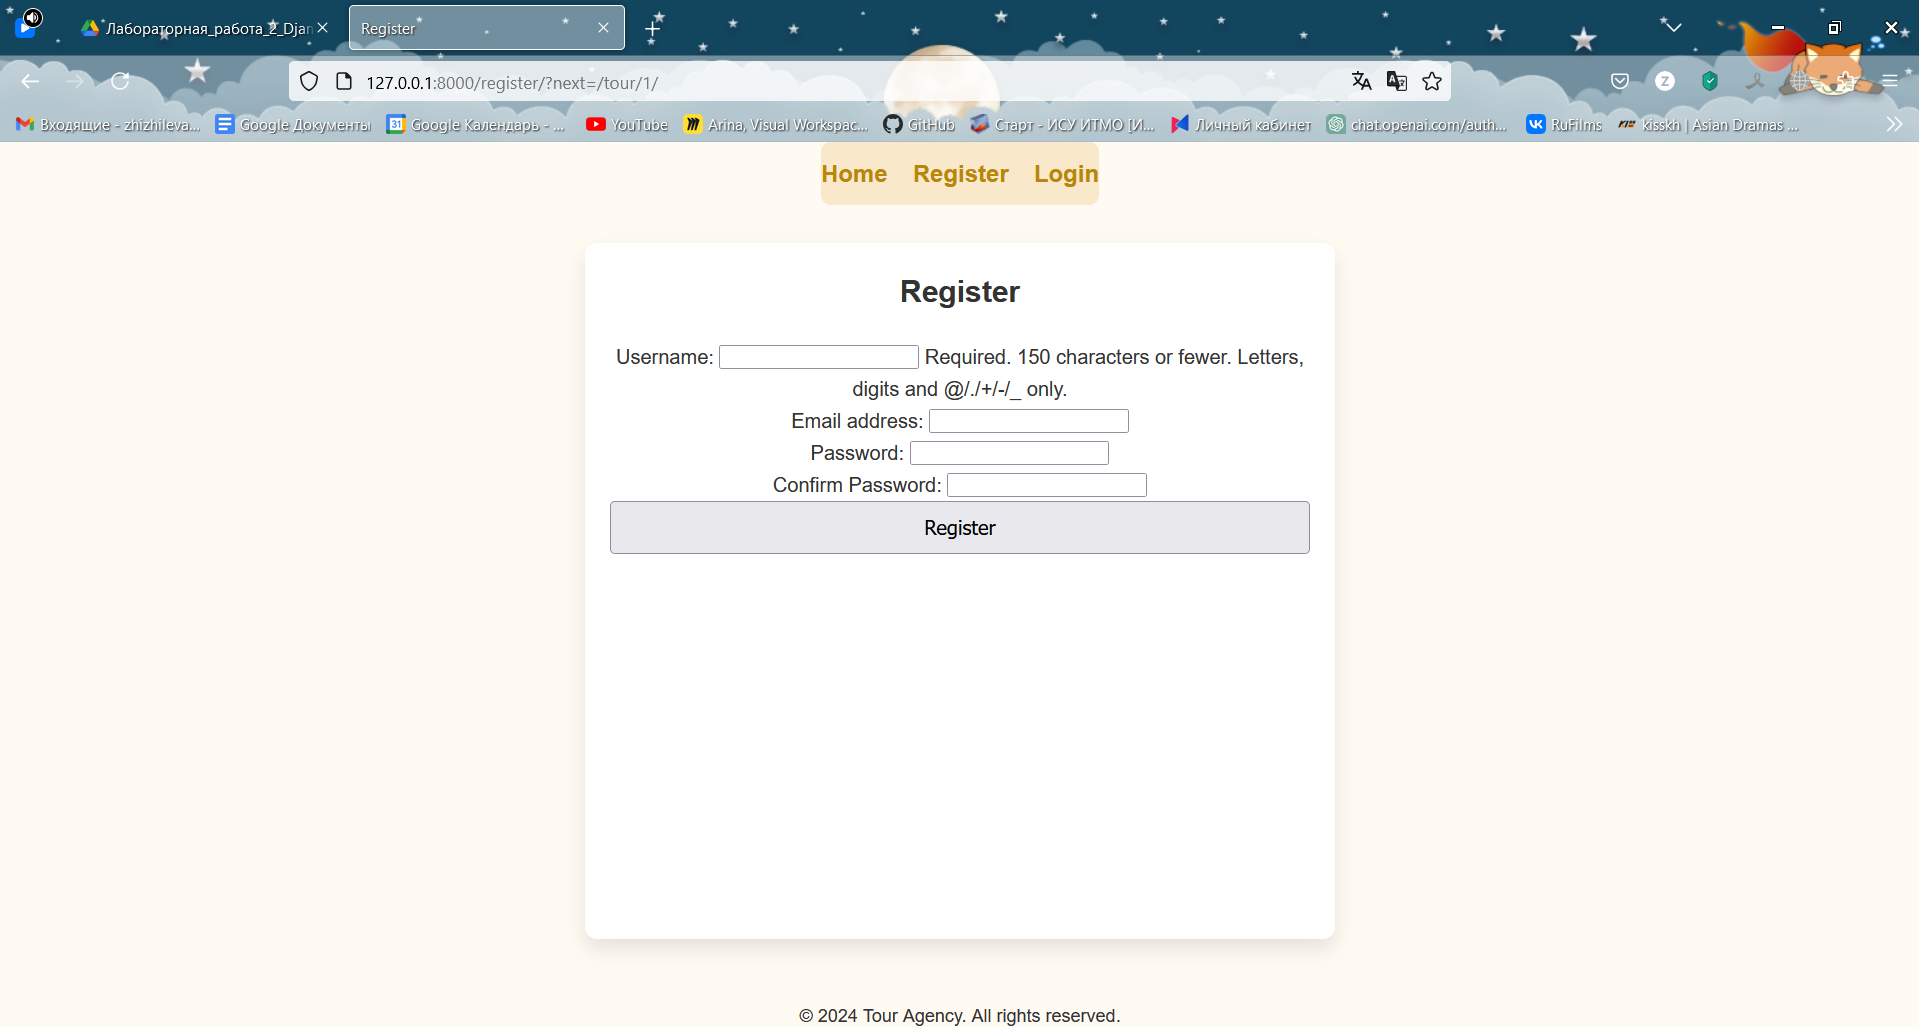 Лабораторная_работа_2_Djan
Register
127.0.0.1:8000/register/?next=/tour/1/
Входящие - zhizhileva...
Google Документы
Google Календарь - ...
YouTube
Arina, Visual Workspac...
GitHub
Старт - ИСУ ИТМО [И...
Личный кабинет
chat.openai.com/auth...
RuFilms
kisskh | Asian Dramas ...
Home Register Login
Register
Username: Required. 150 characters or fewer. Letters,
digits and @/./+/-/_ only.
Email address:
Password:
Confirm Password:
Register
© 2024 Tour Agency. All rights reserved.